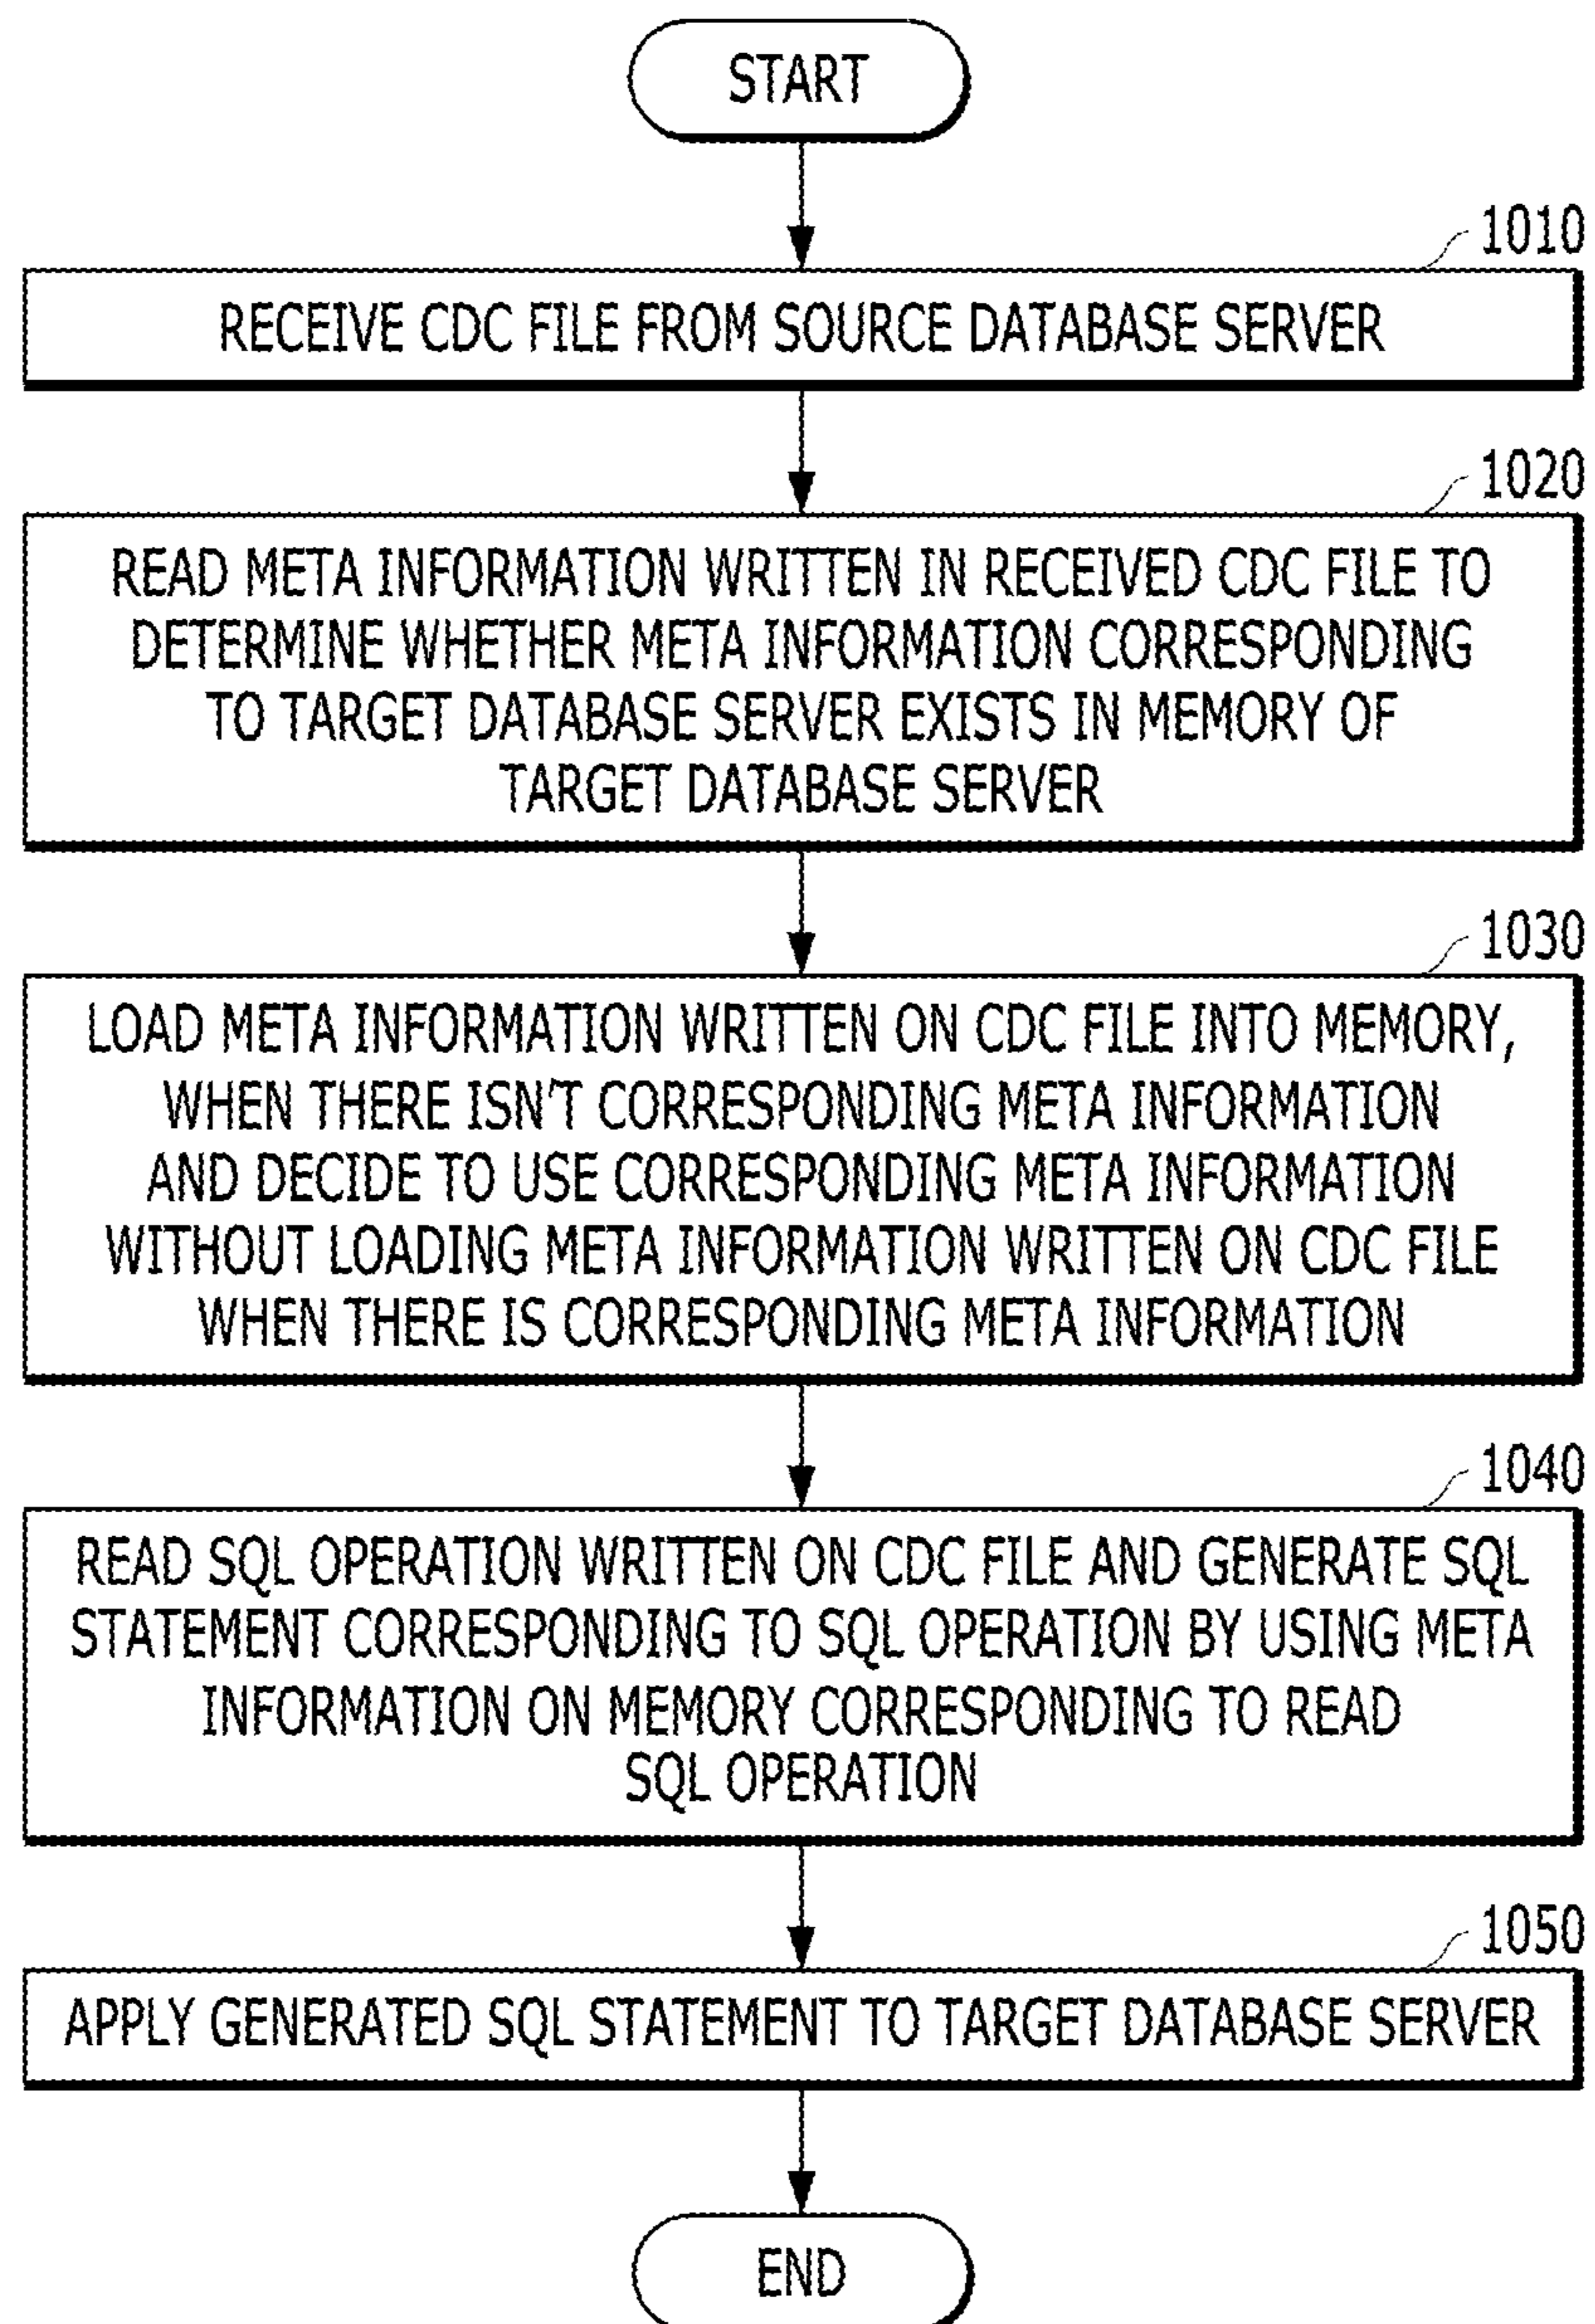 START
1010
RECEIVE CDC FILE FROM SOURCE DATABASE SERVER
1020
READ META INFORMATION WRITTEN IN RECEIVED CDC FILE TO
DETERMINE WHETHER META INFORMATION CORRESPONDING
TO TARGET DATABASE SERVER EXISTS IN MEMORY OF
TARGET DATABASE SERVER
1030
LOAD META INFORMATION WRITTEN ON CDC FILE INTO MEMORY,
WHEN THERE ISN'T CORRESPONDING META INFORMATION
AND DECIDE TO USE CORRESPONDING META INFORMATION
WITHOUT LOADING META INFORMATION WRITTEN ON CDC FILE
WHEN THERE IS CORRESPONDING META INFORMATION
1040
READ SQL OPERATION WRITTEN ON CDC FILE AND GENERATE SQL
STATEMENT CORRESPONDING TO SQL OPERATION BY USING META
INFORMATION ON MEMORY CORRESPONDING TO READ
SQL OPERATION
1050
APPLY GENERATED SQL STATEMENT TO TARGET DATABASE SERVER
END